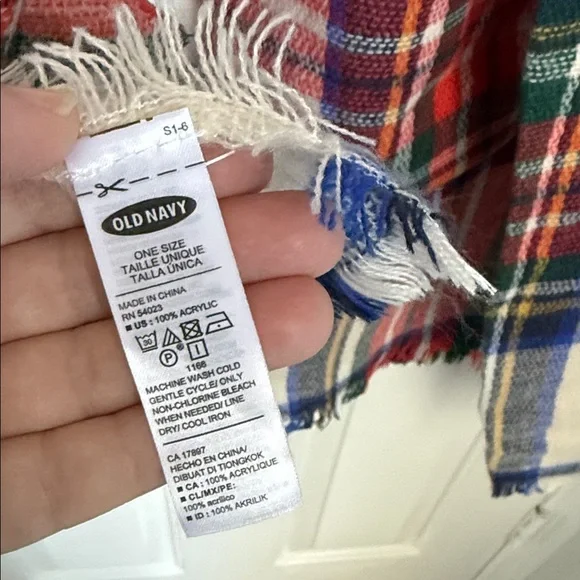 S1-6
OLD NAVY
ONE SIZE
TAILLE UNIQUE
TALLA ÚNICA
MADE IN CHINA
RN 54023
■ US : 100% ACRYLIC
30
P
1166
MACHINE WASH COLD
GENTLE CYCLE/ ONLY
NON-CHLORINE BLEACH
WHEN NEEDED/ LINE
DRY/ COOL IRON
CA 17897
HECHO EN CHINA/
DIBUAT DI TIONGKOK
■ CA : 100% ACRYLIQUE
■ CL/MX/PE:
100% acrílico
■ ID : 100% AKRILIK